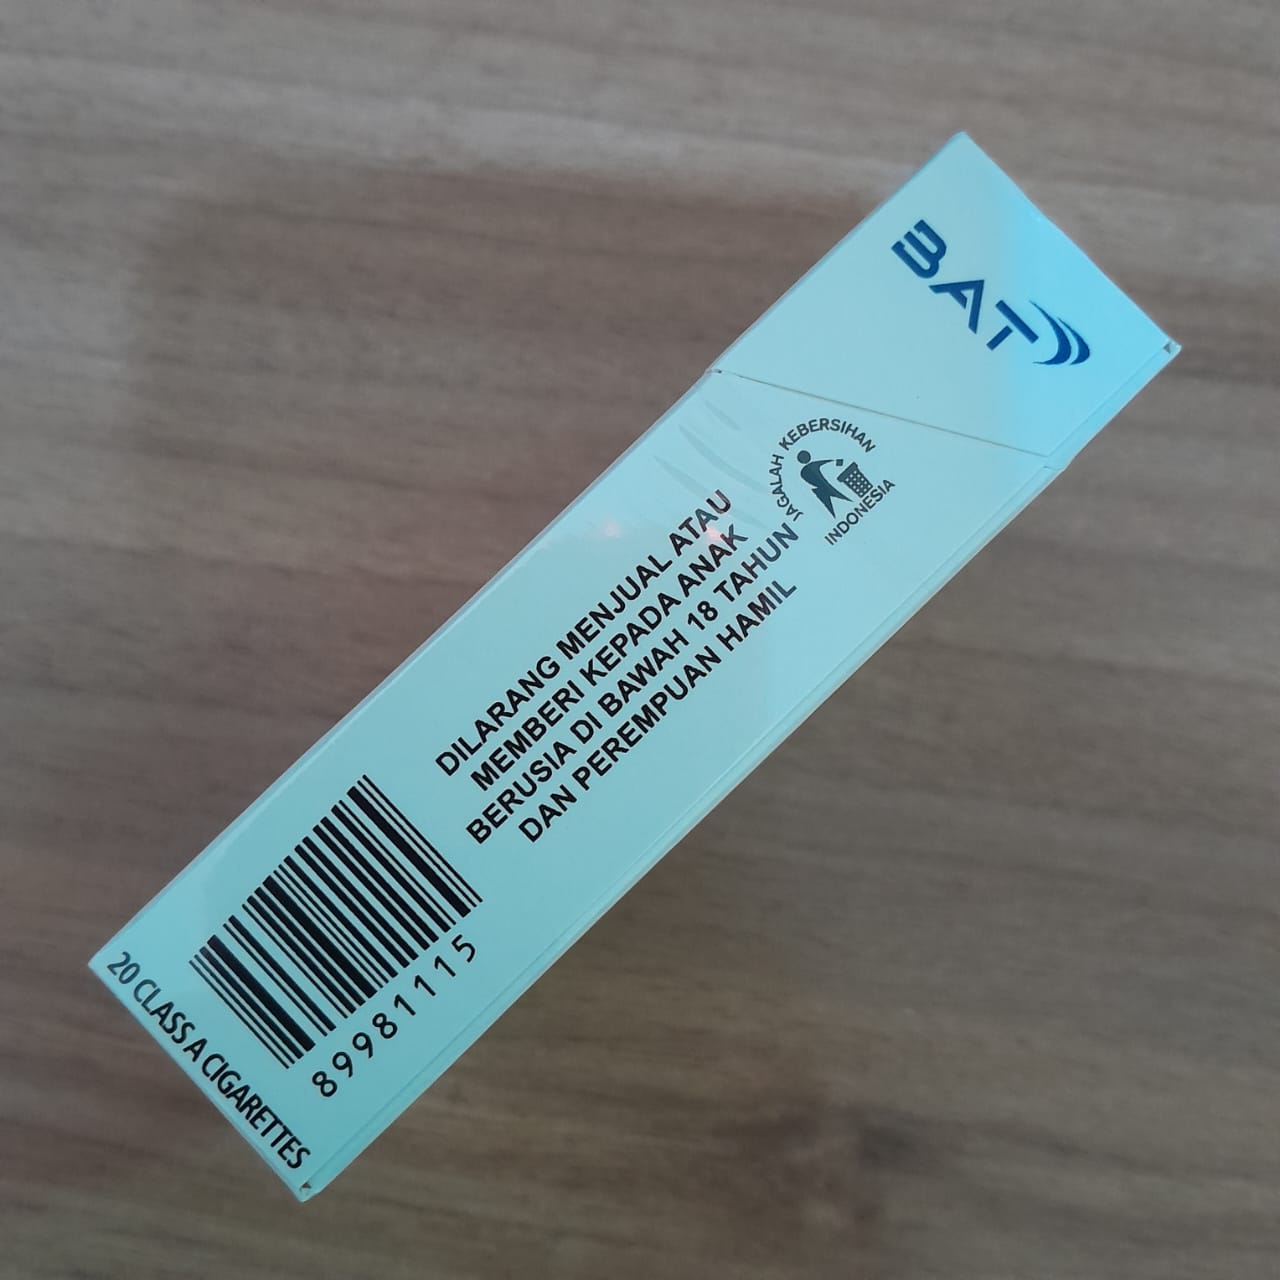 BAT
JAGALAH KEBERSIHAN
INDONESIA
DILARANG MENJUAL ATAU
MEMBERI KEPADA ANAK
BERUSIA DI BAWAH 18 TAHUN
DAN PEREMPUAN HAMIL
89981115
20 CLASS A CIGARETTES